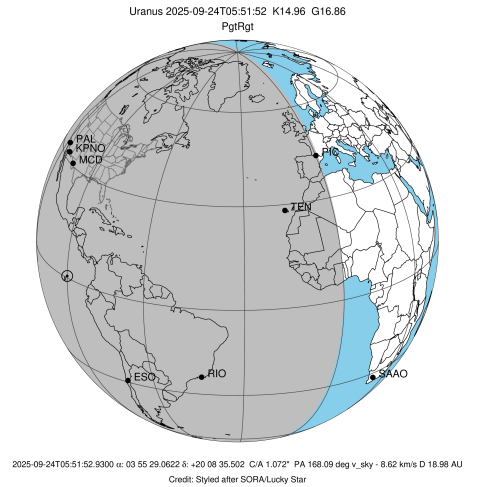 Uranus 2025-09-24T05:51:52 K14.96 G16.86
PgtRgt
PAL
KPNO
MCD
PIC
TEN
ESO
RIO
SAAO
2025-09-24T05:51:52.9300 α: 03 55 29.0622 δ: +20 08 35.502 C/A 1.072" PA 168.09 deg v_sky - 8.62 km/s D 18.98 AU
Credit: Styled after SORA/Lucky Star